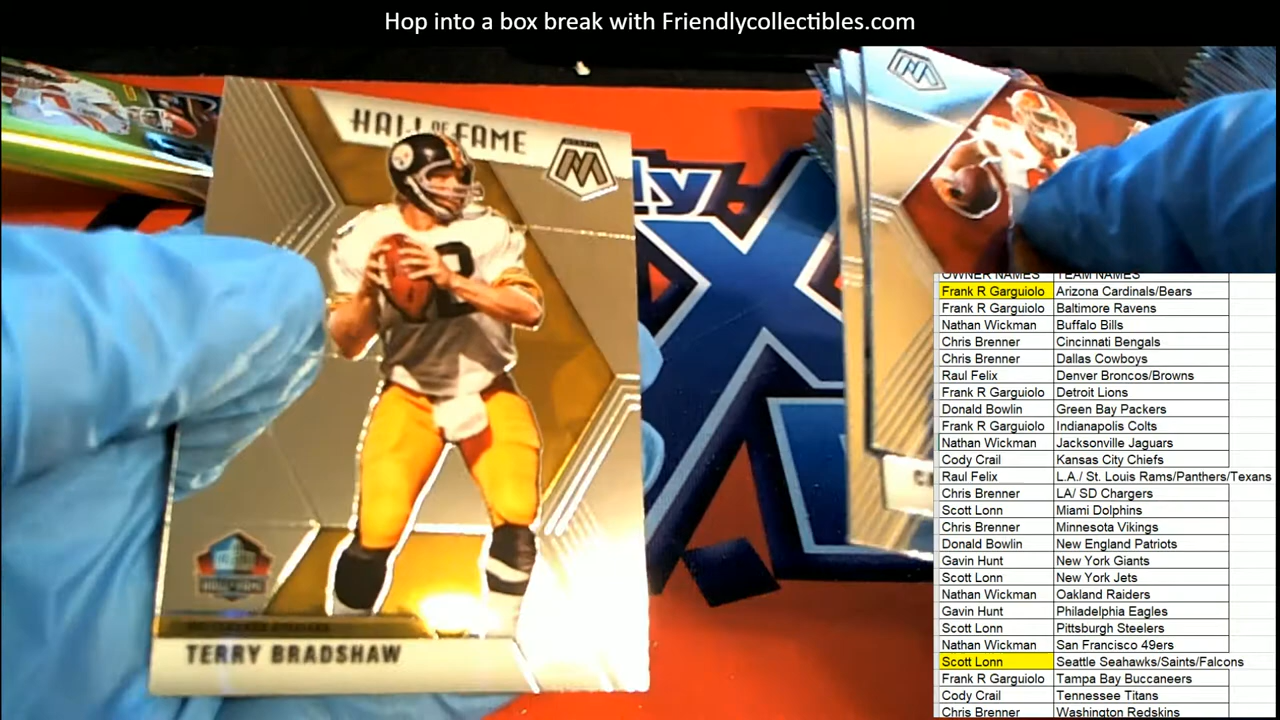 Hop into a box break with Friendlycollectibles.com
HALL OF FAME
M
ly
TERRY BRADSHAW
OWNER NAMES TEAM NAMES
Frank R Garguiolo Arizona Cardinals/Bears
Frank R Garguiolo Baltimore Ravens
Nathan Wickman Buffalo Bills
Chris Brenner Cincinnati Bengals
Chris Brenner Dallas Cowboys
Raul Felix Denver Broncos/Browns
Frank R Garguiolo Detroit Lions
Donald Bowlin Green Bay Packers
Frank R Garguiolo Indianapolis Colts
Nathan Wickman Jacksonville Jaguars
Cody Crail Kansas City Chiefs
Raul Felix L.A./ St. Louis Rams/Panthers/Texans
Chris Brenner LA/ SD Chargers
Scott Lonn Miami Dolphins
Chris Brenner Minnesota Vikings
Donald Bowlin New England Patriots
Gavin Hunt New York Giants
Scott Lonn New York Jets
Nathan Wickman Oakland Raiders
Gavin Hunt Philadelphia Eagles
Scott Lonn Pittsburgh Steelers
Nathan Wickman San Francisco 49ers
Scott Lonn Seattle Seahawks/Saints/Falcons
Frank R Garguiolo Tampa Bay Buccaneers
Cody Crail Tennessee Titans
Chris Brenner Washington Redskins